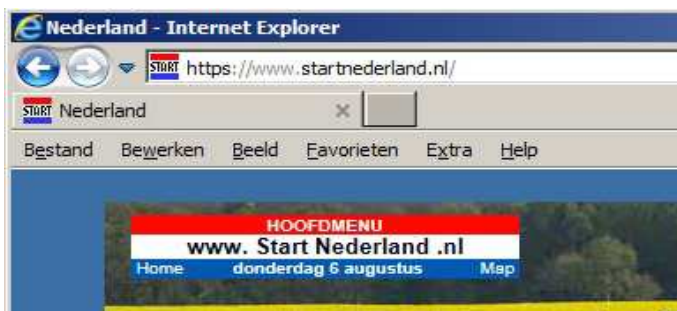 Nederland - Internet Explorer
START https://www.startnederland.nl/
START Nederland
Bestand Bewerken Beeld Favorieten Extra Help
HOOFDMENU
www. Start Nederland .nl
Home donderdag 6 augustus Map